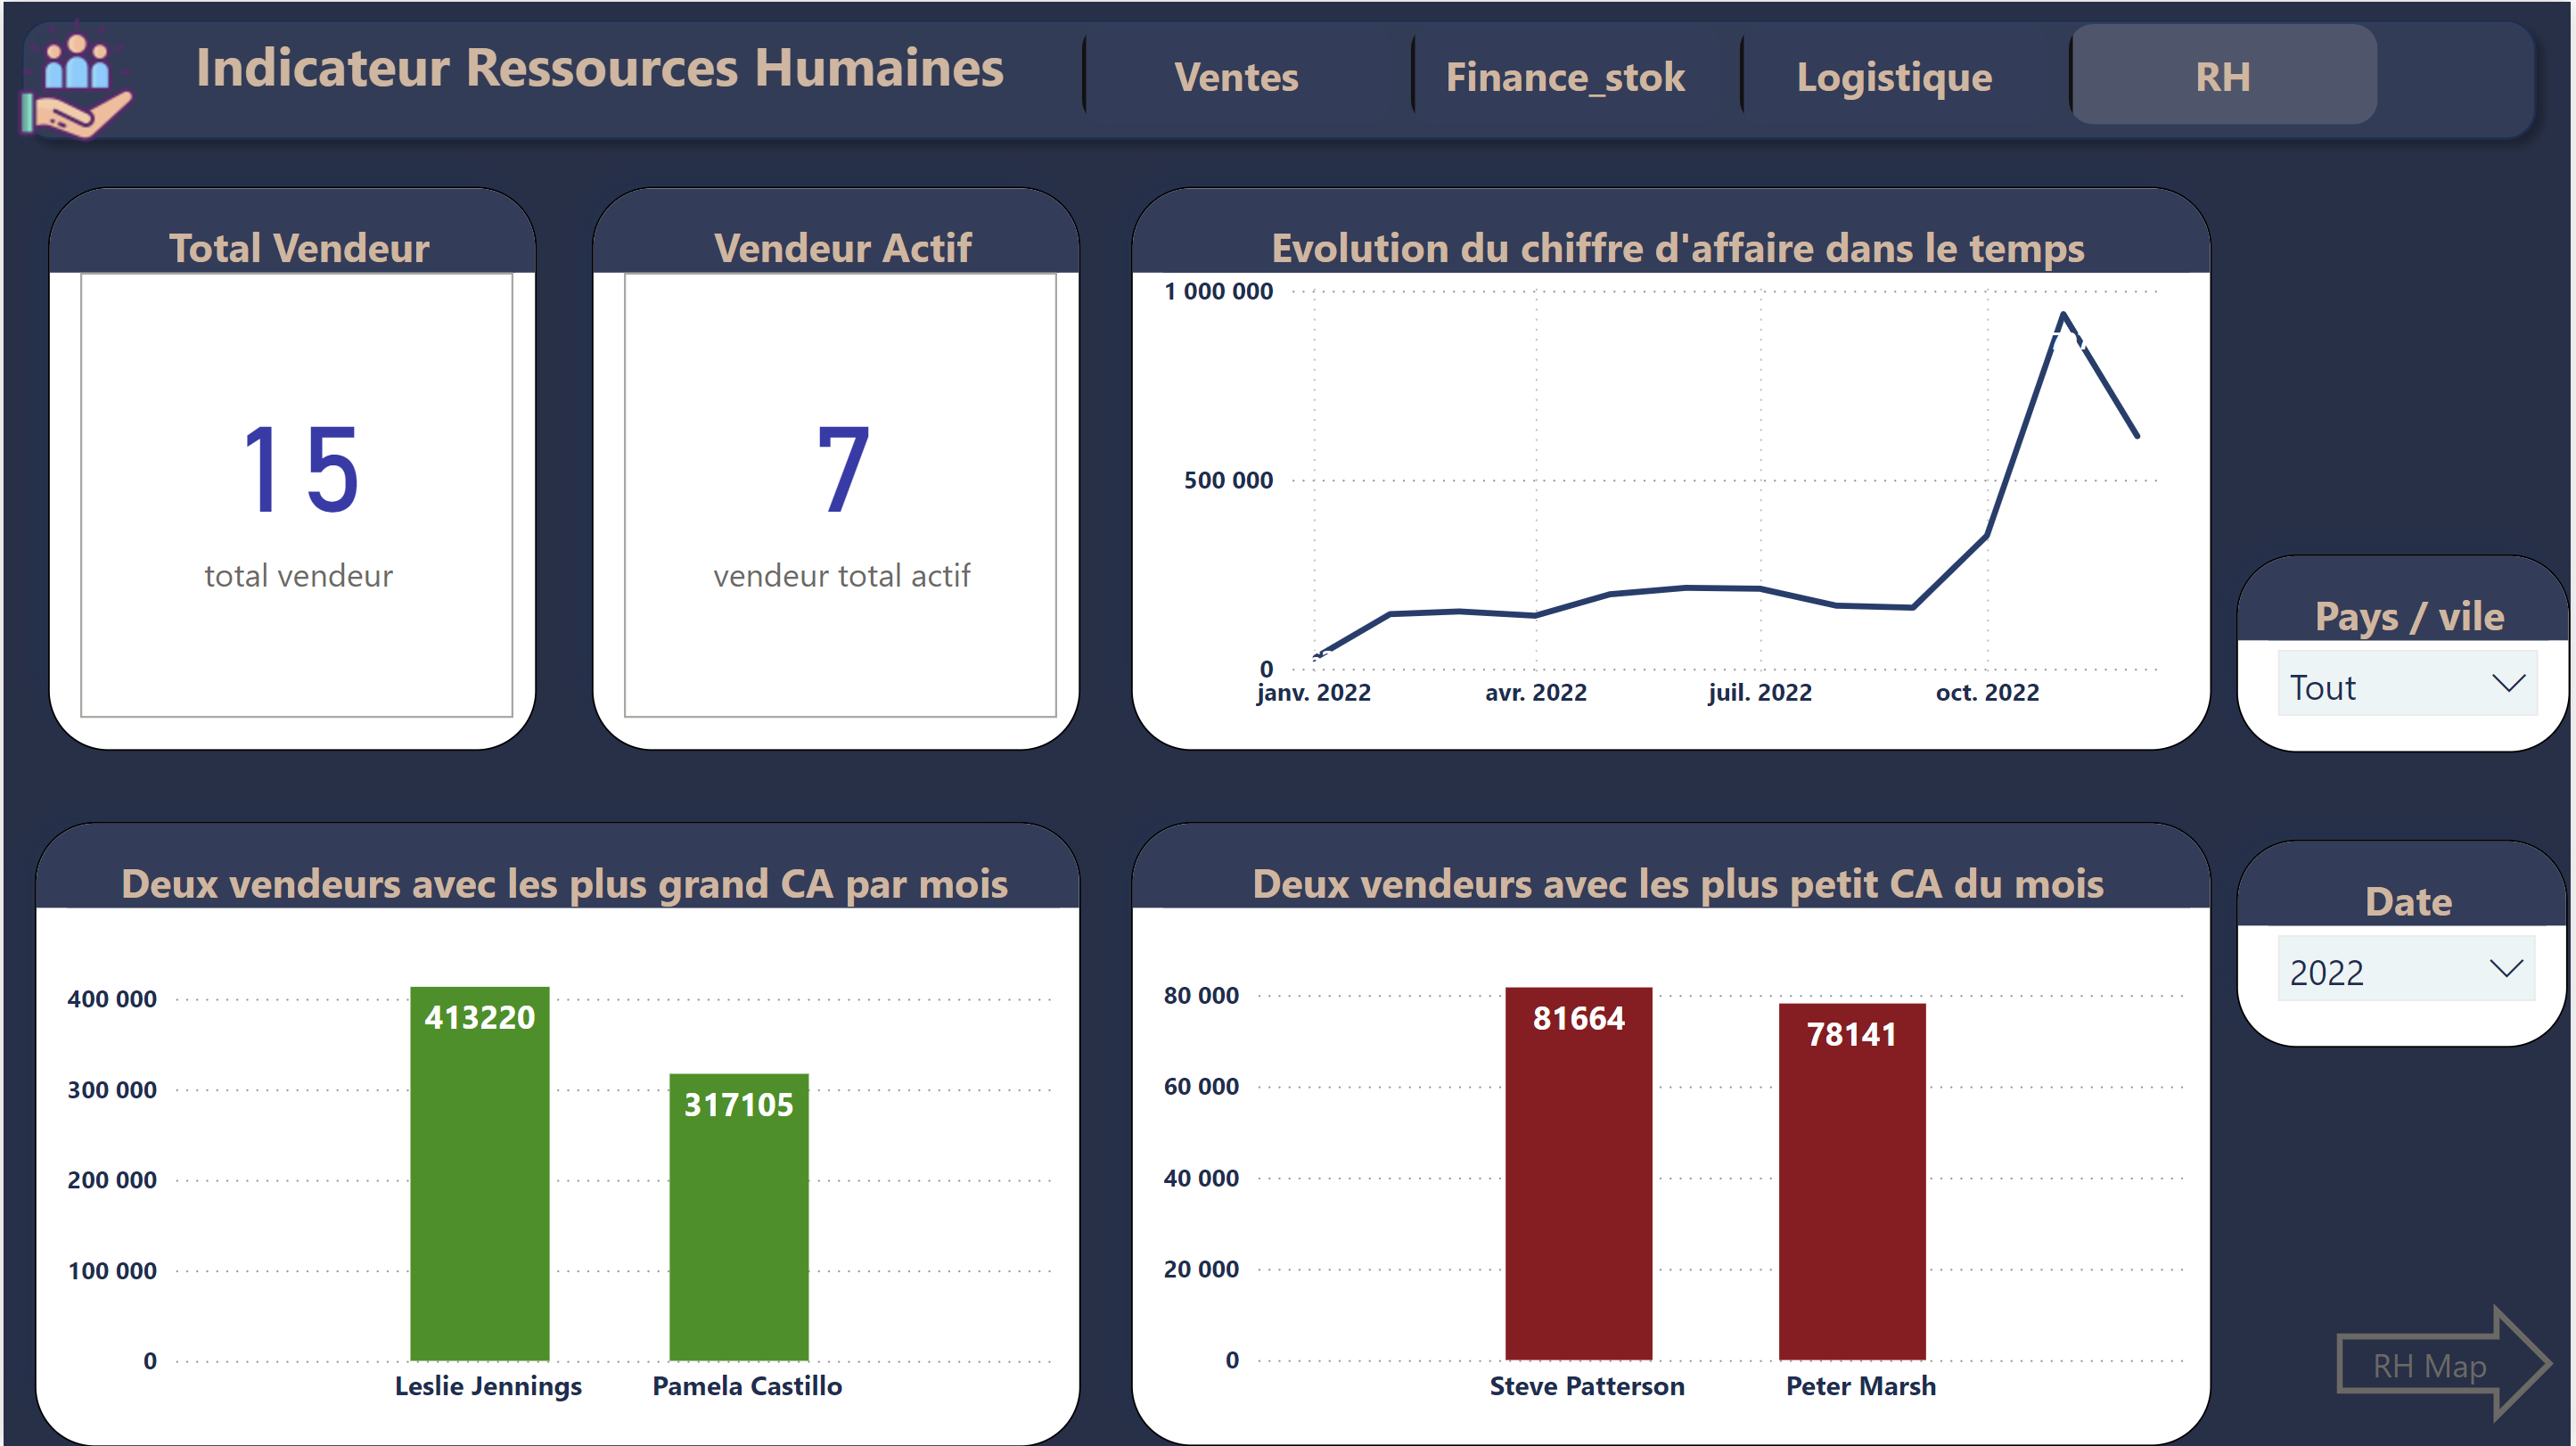 Indicateur Ressources Humaines
Ventes
Finance_stok
Logistique
RH
Total Vendeur
15
total vendeur
Vendeur Actif
7
vendeur total actif
Evolution du chiffre d'affaire dans le temps
1 000 000
500 000
0
janv. 2022
avr. 2022
juil. 2022
oct. 2022
Pays / vile
Tout
Deux vendeurs avec les plus grand CA par mois
400 000
300 000
200 000
100 000
0
413220
317105
Leslie Jennings
Pamela Castillo
Deux vendeurs avec les plus petit CA du mois
80 000
60 000
40 000
20 000
0
81664
78141
Steve Patterson
Peter Marsh
Date
2022
RH Map